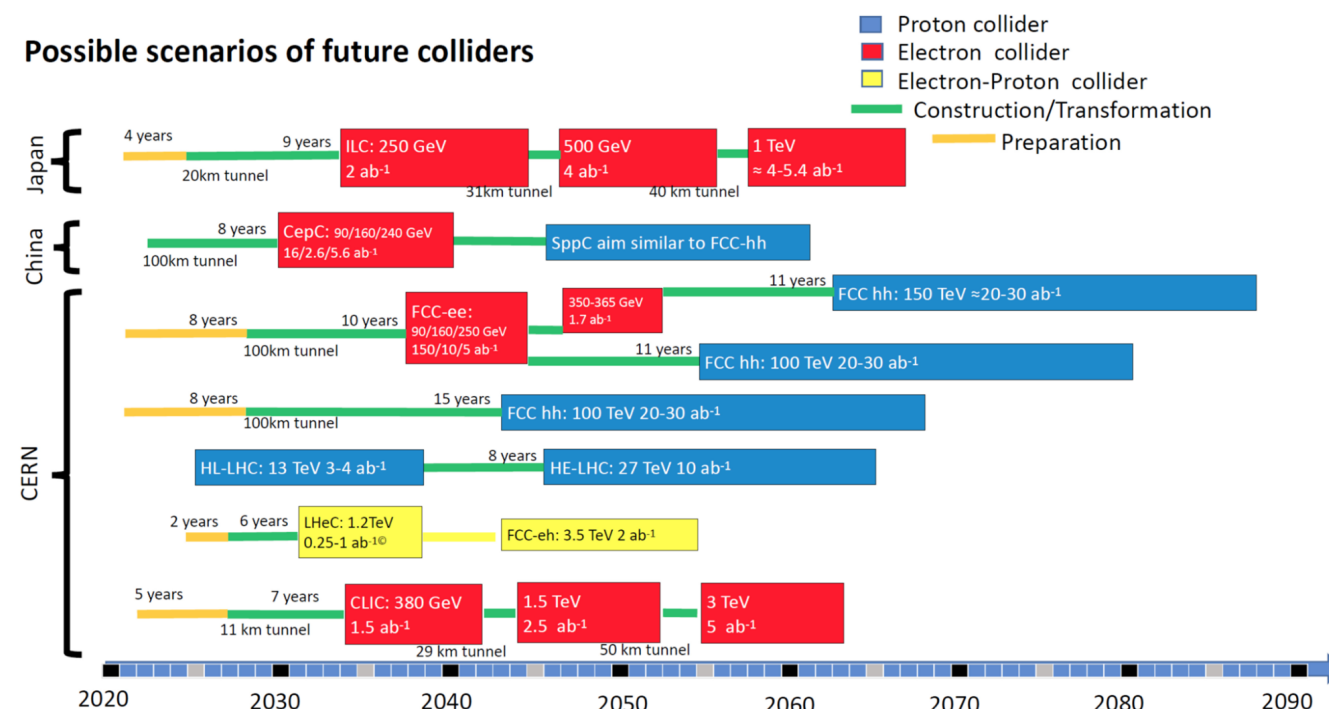 Possible scenarios of future colliders
Proton collider
Electron collider
Electron-Proton collider
Construction/Transformation
Preparation
Japan
4 years
9 years
20km tunnel
ILC: 250 GeV
2 ab-1
31km tunnel
500 GeV
4 ab-1
40 km tunnel
1 TeV
≈ 4-5.4 ab-1
China
8 years
100km tunnel
CepC: 90/160/240 GeV
16/2.6/5.6 ab-1
SppC aim similar to FCC-hh
CERN
8 years
10 years
100km tunnel
FCC-ee:
90/160/250 GeV
150/10/5 ab-1
350-365 GeV
1.7 ab-1
11 years
FCC hh: 150 TeV ≈20-30 ab-1
11 years
FCC hh: 100 TeV 20-30 ab-1
8 years
15 years
100km tunnel
FCC hh: 100 TeV 20-30 ab-1
HL-LHC: 13 TeV 3-4 ab-1
8 years
HE-LHC: 27 TeV 10 ab-1
2 years
6 years
LHeC: 1.2TeV
0.25-1 ab-1©
FCC-eh: 3.5 TeV 2 ab-1
5 years
7 years
11 km tunnel
CLIC: 380 GeV
1.5 ab-1
29 km tunnel
1.5 TeV
2.5 ab-1
50 km tunnel
3 TeV
5 ab-1
2020 2030 2040 2050 2060 2070 2080 2090